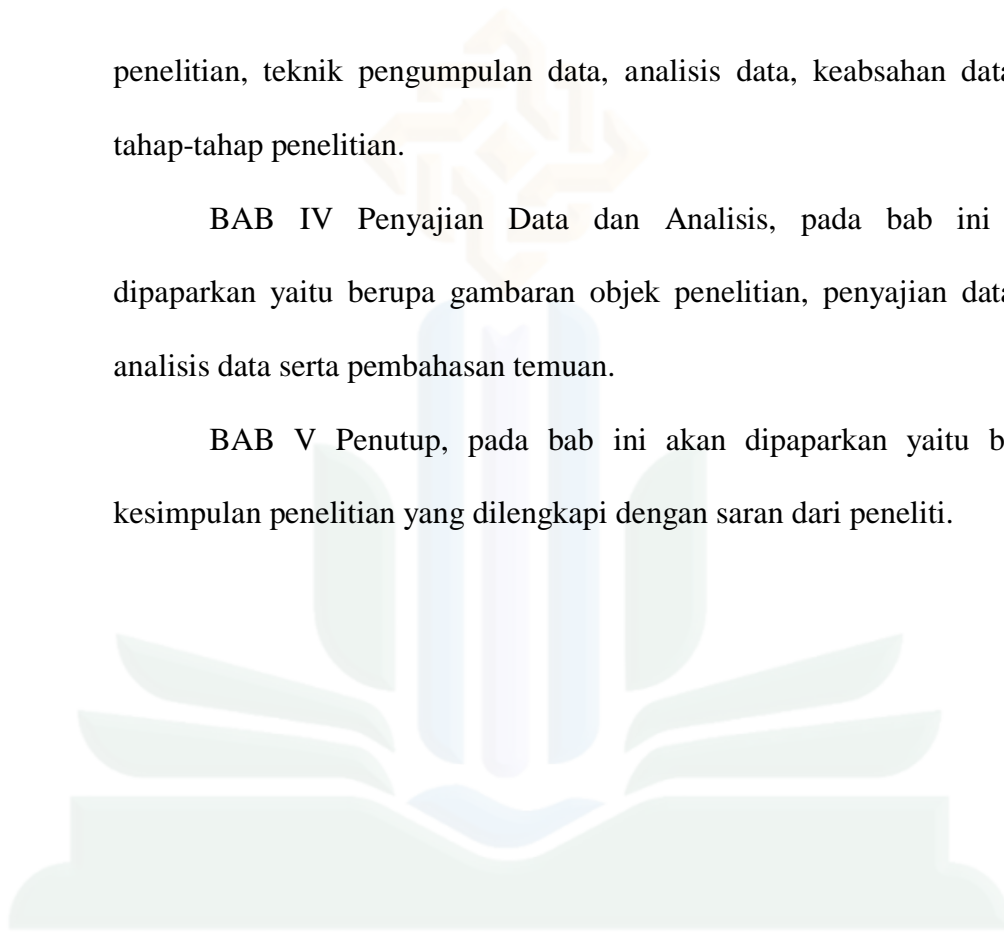 penelitian, teknik pengumpulan data, analisis data, keabsahan data
tahap-tahap penelitian.
BAB IV Penyajian Data dan Analisis, pada bab ini
dipaparkan yaitu berupa gambaran objek penelitian, penyajian data
analisis data serta pembahasan temuan.
BAB V Penutup, pada bab ini akan dipaparkan yaitu b
kesimpulan penelitian yang dilengkapi dengan saran dari peneliti.